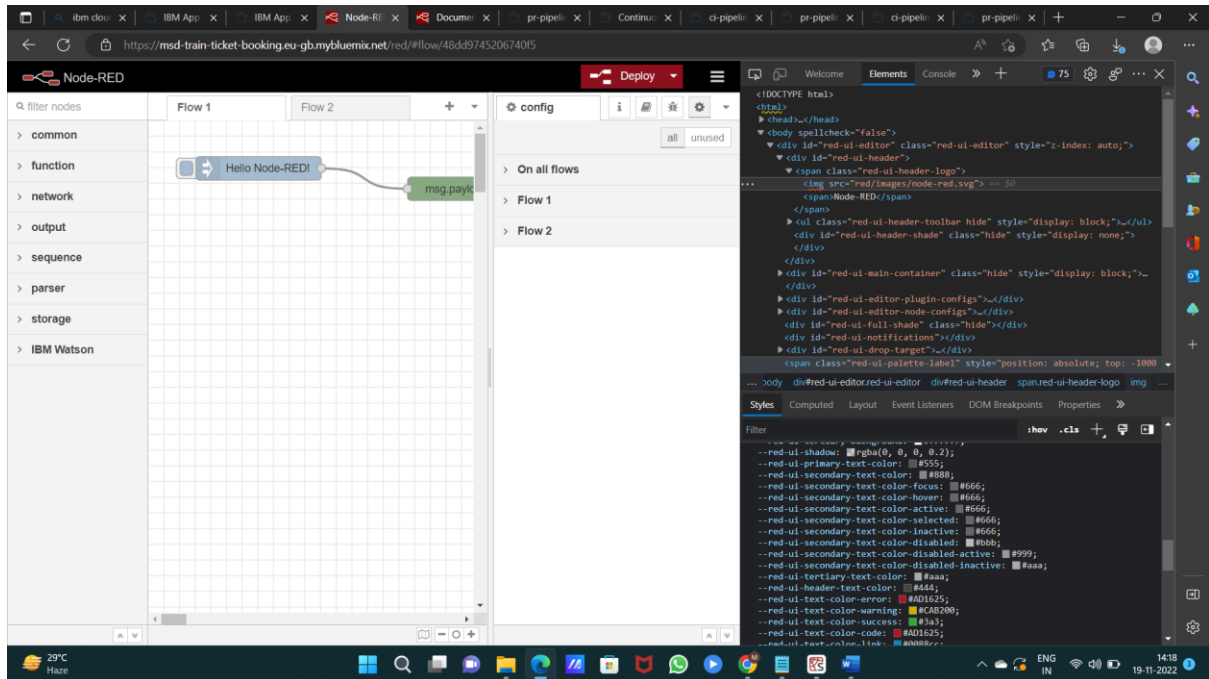 ibm clou
IBM App
IBM App
Node-RE
Documen
pr-pipelin
Continuo
ci-pipelin
pr-pipelin
ci-pipelin
pr-pipelin
https://msd-train-ticket-booking.eu-gb.mybluemix.net/red/#flow/48dd9745206740f5
Node-RED
Deploy
filter nodes
common
function
network
output
sequence
parser
storage
IBM Watson
Flow 1
Flow 2
Hello Node-RED!
msg.paylo
config
all unused
On all flows
Flow 1
Flow 2
Welcome Elements Console 75
<!DOCTYPE html>
<html>
<head>…</head>
<body spellcheck="false">
<div id="red-ui-editor" class="red-ui-editor" style="z-index: auto;">
<div id="red-ui-header">
<span class="red-ui-header-logo">
<img src="red/images/node-red.svg"> == $0
<span>Node-RED</span>
</span>
<ul class="red-ui-header-toolbar hide" style="display: block;">…</ul>
<div id="red-ui-header-shade" class="hide" style="display: none;">
</div>
</div>
<div id="red-ui-main-container" class="hide" style="display: block;">…
</div>
<div id="red-ui-editor-plugin-configs">…</div>
<div id="red-ui-editor-node-configs">…</div>
<div id="red-ui-full-shade" class="hide"></div>
<div id="red-ui-notifications"></div>
<div id="red-ui-drop-target">…</div>
<span class="red-ui-palette-label" style="position: absolute; top: -1000
… body div#red-ui-editor.red-ui-editor div#red-ui-header span.red-ui-header-logo img …
Styles Computed Layout Event Listeners DOM Breakpoints Properties
Filter :hov .cls
--red-ui-shadow: rgba(0, 0, 0, 0.2);
--red-ui-primary-text-color: #555;
--red-ui-secondary-text-color: #888;
--red-ui-secondary-text-color-focus: #666;
--red-ui-secondary-text-color-hover: #666;
--red-ui-secondary-text-color-active: #666;
--red-ui-secondary-text-color-selected: #666;
--red-ui-secondary-text-color-inactive: #666;
--red-ui-secondary-text-color-disabled: #bbb;
--red-ui-secondary-text-color-disabled-active: #999;
--red-ui-secondary-text-color-disabled-inactive: #aaa;
--red-ui-tertiary-text-color: #aaa;
--red-ui-header-text-color: #444;
--red-ui-text-color-error: #AD1625;
--red-ui-text-color-warning: #CAB200;
--red-ui-text-color-success: #3a3;
--red-ui-text-color-code: #AD1625;
--red-ui-text-color-link: #0088cc;
29°C
Haze
ENG
IN
14:18
19-11-2022